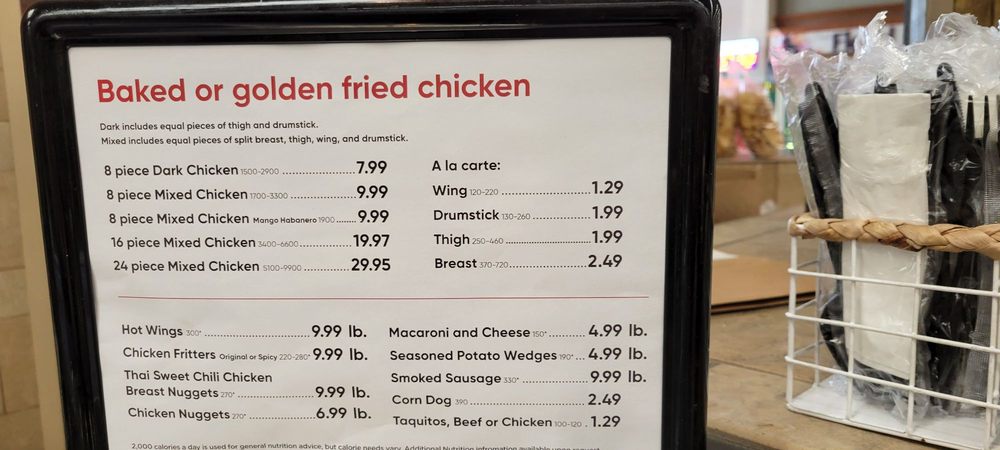 Baked or golden fried chicken
Dark includes equal pieces of thigh and drumstick.
Mixed includes equal pieces of split breast, thigh, wing, and drumstick.
8 piece Dark Chicken 1500-2900 .................... 7.99
8 piece Mixed Chicken 1700-3300 ................. 9.99
8 piece Mixed Chicken Mango Habanero 1900 ....... 9.99
16 piece Mixed Chicken 3400-6600 .............. 19.97
24 piece Mixed Chicken 5100-9900 ............. 29.95
A la carte:
Wing 120-220 ........................ 1.29
Drumstick 130-260 ................ 1.99
Thigh 250-460 ....................... 1.99
Breast 370-720 ..................... 2.49
Hot Wings 300* ............................. 9.99 lb.
Chicken Fritters Original or Spicy 220-280* 9.99 lb.
Thai Sweet Chili Chicken
Breast Nuggets 270* ..................... 9.99 lb.
Chicken Nuggets 270* ................... 6.99 lb.
Macaroni and Cheese 150* ..... 4.99 lb.
Seasoned Potato Wedges 190* ... 4.99 lb.
Smoked Sausage 330* ............... 9.99 lb.
Corn Dog 390 ............................ 2.49
Taquitos, Beef or Chicken 100-120 . 1.29
2,000 calories a day is used for general nutrition advice, but calorie needs vary. Additional Nutrition infromation available upon request.